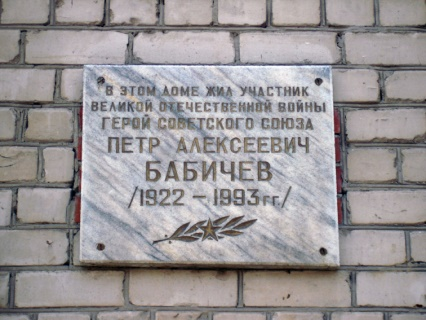 В ЭТОМ ДОМЕ ЖИЛ УЧАСТНИК
ВЕЛИКОЙ ОТЕЧЕСТВЕННОЙ ВОЙНЫ
ГЕРОЙ СОВЕТСКОГО СОЮЗА
ПЕТР АЛЕКСЕЕВИЧ
БАБИЧЕВ
/1922 – 1993 гг./